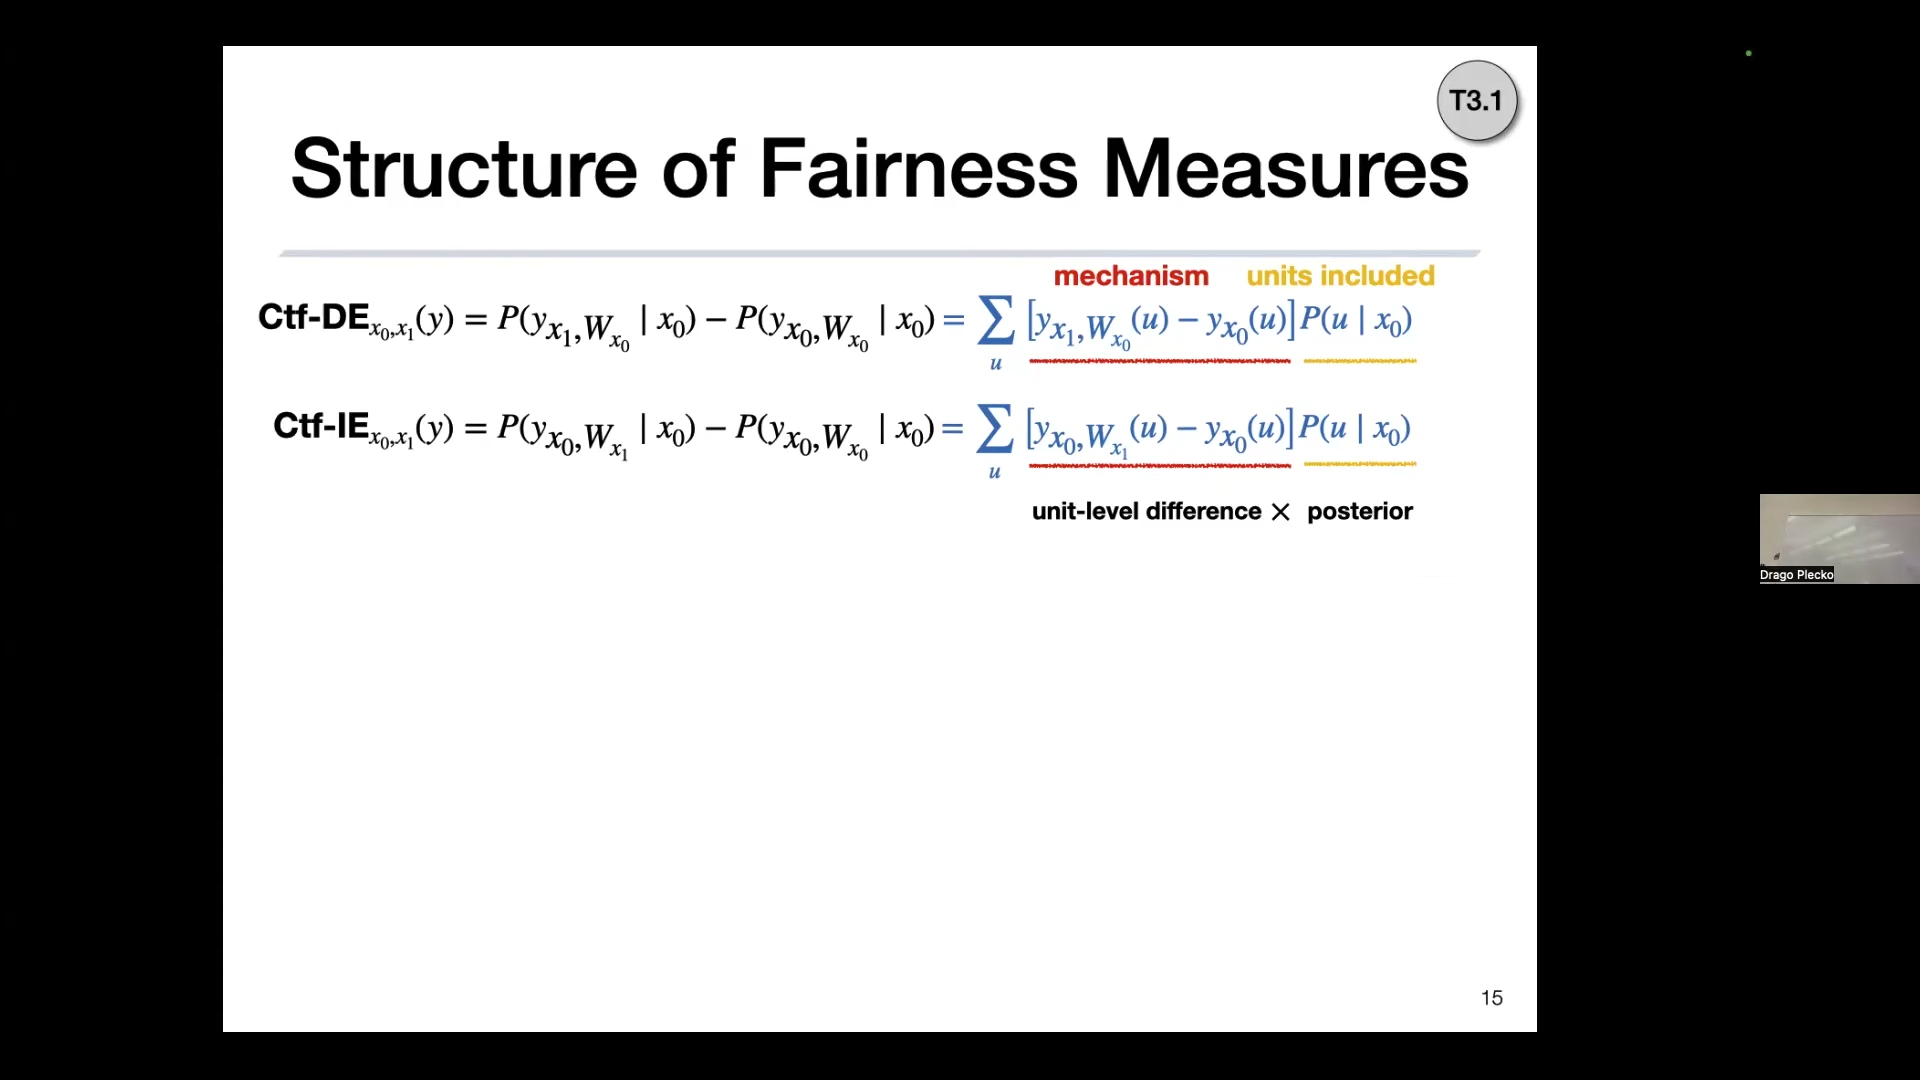 T3.1
Structure of Fairness Measures
mechanism units included
Ctf-DE_{x_0,x_1}(y) = P(y_{x_1,W_{x_0}} | x_0) − P(y_{x_0,W_{x_0}} | x_0) = ∑_u [y_{x_1,W_{x_0}}(u) − y_{x_0}(u)]P(u | x_0)
Ctf-IE_{x_0,x_1}(y) = P(y_{x_0,W_{x_1}} | x_0) − P(y_{x_0,W_{x_0}} | x_0) = ∑_u [y_{x_0,W_{x_1}}(u) − y_{x_0}(u)]P(u | x_0)
unit-level difference × posterior
Drago Plecko
15